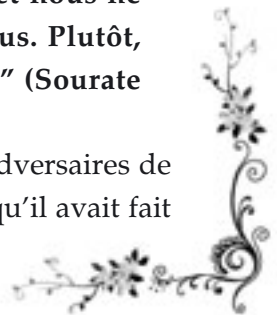 et nous ne
us. Plutôt,
” (Sourate
dversaires de
qu’il avait fait